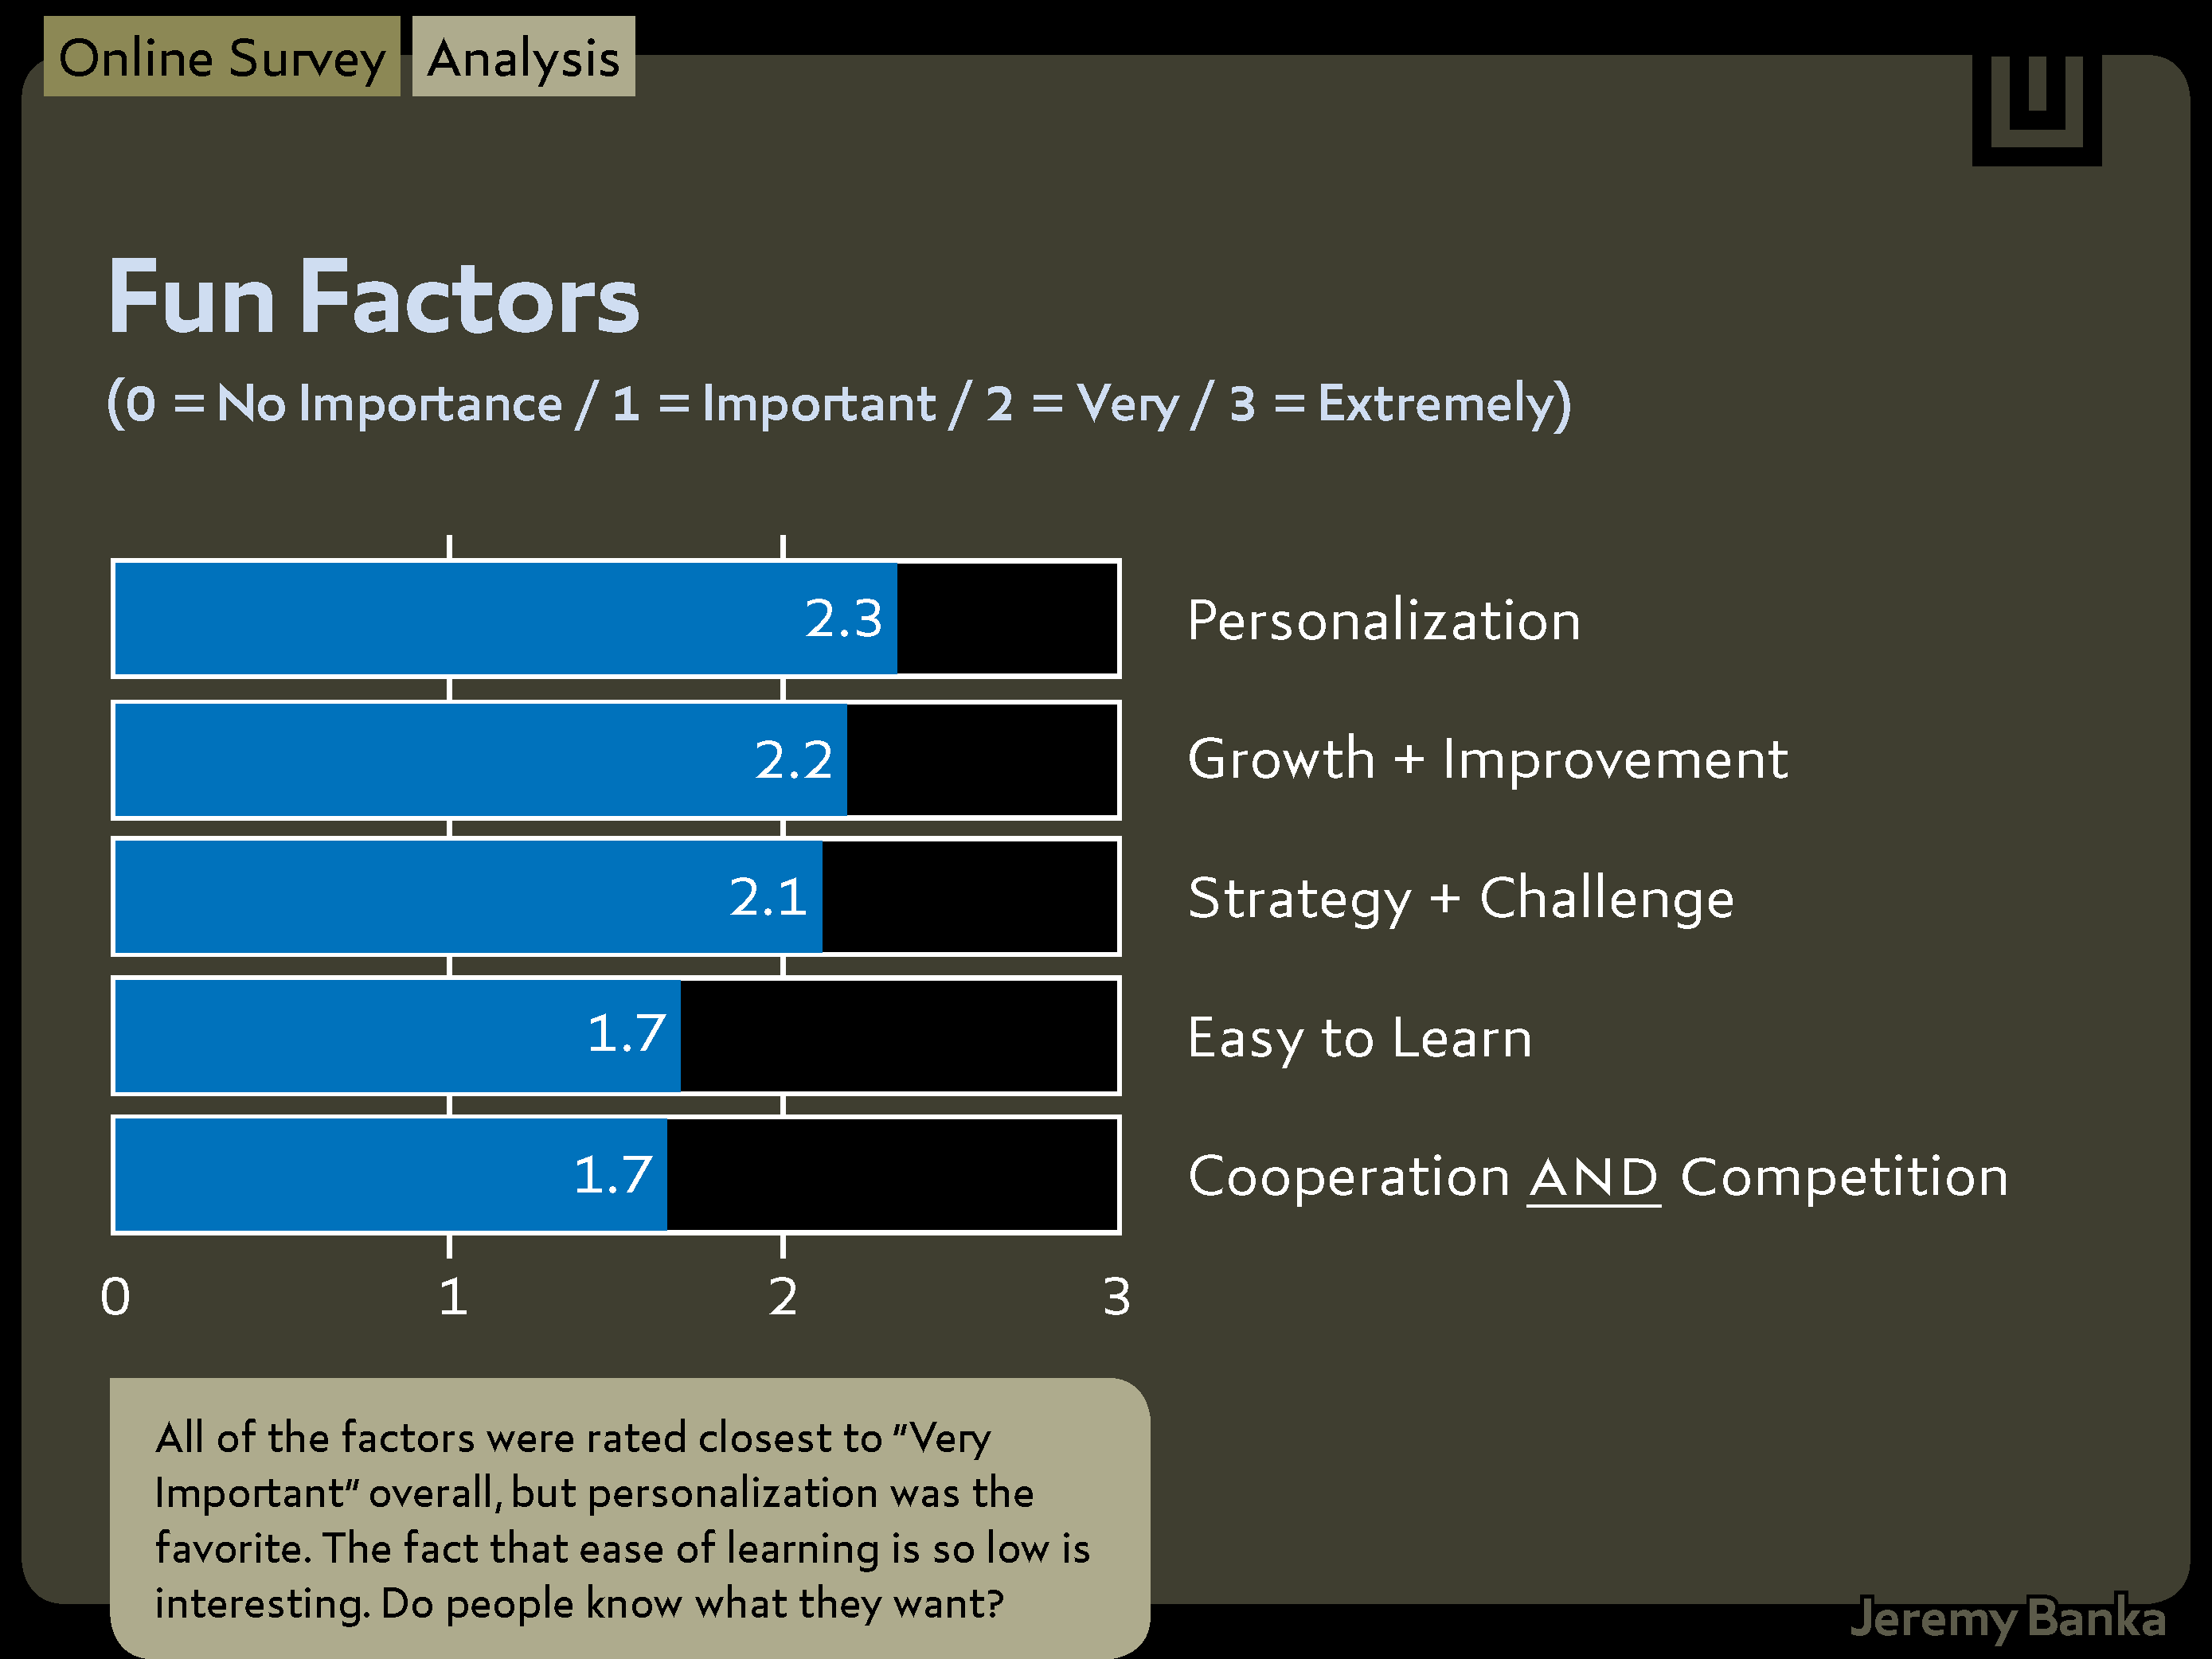 Online Survey Analysis
Fun Factors
(0 = No Importance / 1 = Important / 2 = Very / 3 = Extremely)
2.3 Personalization
2.2 Growth + Improvement
2.1 Strategy + Challenge
1.7 Easy to Learn
1.7 Cooperation AND Competition
0 1 2 3
All of the factors were rated closest to "Very
Important" overall, but personalization was the
favorite. The fact that ease of learning is so low is
interesting. Do people know what they want?
Jeremy Banka